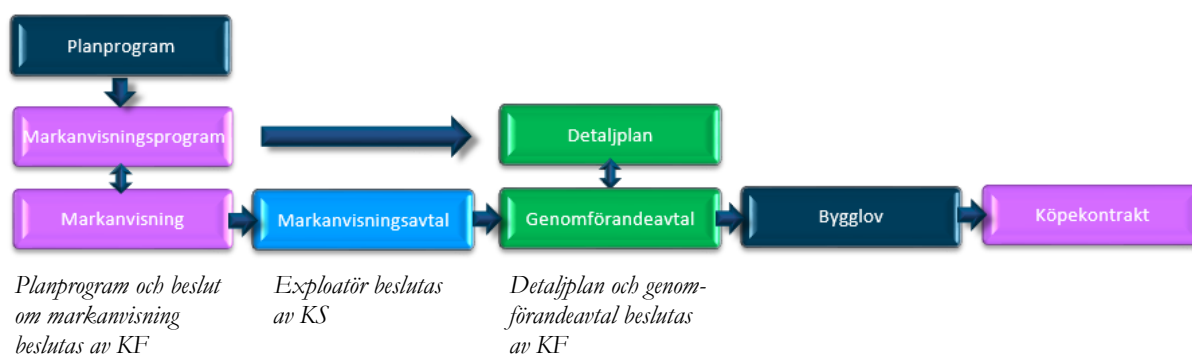 Planprogram
Markanvisningsprogram
Detaljplan
Markanvisning
Markanvisningsavtal
Genomförandeavtal
Bygglov
Köpekontrakt
Planprogram och beslut
om markanvisning
beslutas av KF
Exploatör beslutas
av KS
Detaljplan och genom-
förandeavtal beslutas
av KF